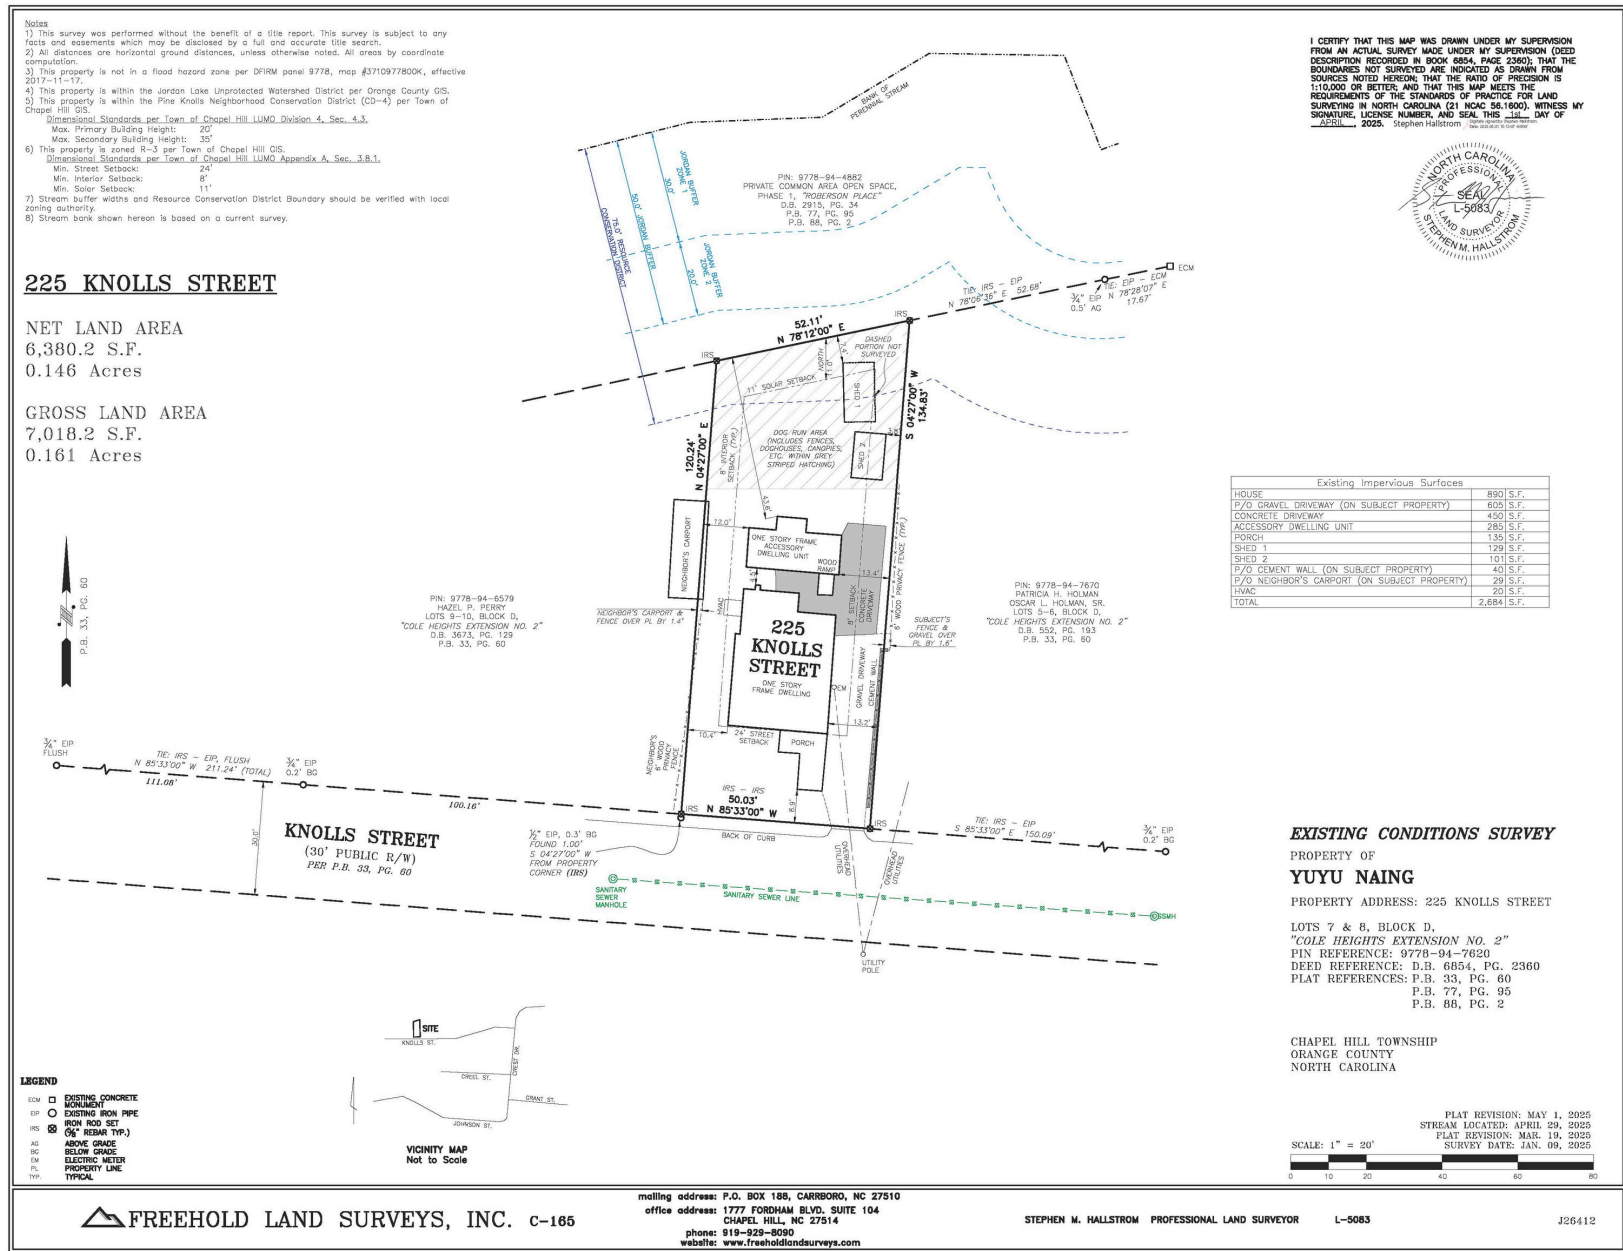 Notes
1) This survey was performed without the benefit of a title report. This survey is subject to any
facts and easements which may be disclosed by a full and accurate title search.
2) All distances are horizontal ground distances, unless otherwise noted. All areas by coordinate
computation.
3) This property is not in a flood hazard zone per DFIRM panel 9778, map #3710977800K, effective
2017-11-17.
4) This property is within the Jordan Lake Unprotected Watershed District per Orange County GIS.
5) This property is within the Pine Knolls Neighborhood Conservation District (CD-4) per Town of
Chapel Hill GIS.
Dimensional Standards per Town of Chapel Hill LUMO Division 4, Sec. 4.3.
Max. Primary Building Height: 20'
Max. Secondary Building Height: 35'
6) This property is zoned R-3 per Town of Chapel Hill GIS.
Dimensional Standards per Town of Chapel Hill LUMO Appendix A, Sec. 3.8.1.
Min. Street Setback: 24'
Min. Interior Setback: 8'
Min. Solar Setback: 11'
7) Stream buffer widths and Resource Conservation District Boundary should be verified with local
zoning authority.
8) Stream bank shown hereon is based on a current survey.
225 KNOLLS STREET
NET LAND AREA
6,380.2 S.F.
0.146 Acres
GROSS LAND AREA
7,018.2 S.F.
0.161 Acres
I CERTIFY THAT THIS MAP WAS DRAWN UNDER MY SUPERVISION
FROM AN ACTUAL SURVEY MADE UNDER MY SUPERVISION (DEED
DESCRIPTION RECORDED IN BOOK 6854, PAGE 2360); THAT THE
BOUNDARIES NOT SURVEYED ARE INDICATED AS DRAWN FROM
SOURCES NOTED HEREON; THAT THE RATIO OF PRECISION IS
1:10,000 OR BETTER; AND THAT THIS MAP MEETS THE
REQUIREMENTS OF THE STANDARDS OF PRACTICE FOR LAND
SURVEYING IN NORTH CAROLINA (21 NCAC 56.1600). WITNESS MY
SIGNATURE, LICENSE NUMBER, AND SEAL THIS 1st DAY OF
APRIL, 2025. Stephen Hallstrom
NORTH CAROLINA
PROFESSIONAL
SEAL
L-5083
LAND SURVEYOR
STEPHEN M. HALLSTROM
BANK OF
PERENNIAL STREAM
JORDAN BUFFER
ZONE 1
30.0'
50.0' JORDAN BUFFER
75.0' RESOURCE
CONSERVATION DISTRICT
JORDAN BUFFER
ZONE 2
20.0'
PIN: 9778-94-4882
PRIVATE COMMON AREA OPEN SPACE,
PHASE 1, "ROBERSON PLACE"
D.B. 2915, PG. 34
P.B. 77, PG. 95
P.B. 88, PG. 2
ECM
TIE: IRS - EIP
N 78°06'36" E 52.68'
3/4" EIP
0.5' AG
TIE: EIP - ECM
N 78°28'07" E
17.67'
IRS
52.11'
N 78°12'00" E
IRS
DASHED
PORTION NOT
SURVEYED
NORTH
11.0'
7.4'
11' SOLAR SETBACK
SHED 1
S 04°27'00" W
134.83'
120.24'
N 04°27'00" E
8' INTERIOR
SETBACK (TYP.)
DOG RUN AREA
(INCLUDES FENCES,
DOGHOUSES, CANOPIES,
ETC. WITHIN GREY
STRIPED HATCHING)
SHED 2
43.6'
12.0'
NEIGHBOR'S CARPORT
ONE STORY FRAME
ACCESSORY
DWELLING UNIT
WOOD
RAMP
13.4'
4.5'
HVAC
8' SETBACK
CONCRETE
DRIVEWAY
6' WOOD PRIVACY FENCE (TYP.)
PIN: 9778-94-6579
HAZEL P. PERRY
LOTS 9-10, BLOCK D,
"COLE HEIGHTS EXTENSION NO. 2"
D.B. 3673, PG. 129
P.B. 33, PG. 60
NEIGHBOR'S CARPORT &
FENCE OVER PL BY 1.4'
PIN: 9778-94-7670
PATRICIA H. HOLMAN
OSCAR L. HOLMAN, SR.
LOTS 5-6, BLOCK D,
"COLE HEIGHTS EXTENSION NO. 2"
D.B. 552, PG. 193
P.B. 33, PG. 60
SUBJECT'S
FENCE &
GRAVEL OVER
PL BY 1.6'
225
KNOLLS
STREET
ONE STORY
FRAME DWELLING
EM
GRAVEL DRIVEWAY
CEMENT WALL
13.2'
10.4'
24' STREET
SETBACK
PORCH
NEIGHBOR'S
6' WOOD
PRIVACY
FENCE
8.9'
IRS - IRS
50.03'
N 85°33'00" W
IRS
IRS
BACK OF CURB
P.B. 33, PG. 60
Existing Impervious Surfaces
HOUSE 890 S.F.
P/O GRAVEL DRIVEWAY (ON SUBJECT PROPERTY) 605 S.F.
CONCRETE DRIVEWAY 450 S.F.
ACCESSORY DWELLING UNIT 285 S.F.
PORCH 135 S.F.
SHED 1 129 S.F.
SHED 2 101 S.F.
P/O CEMENT WALL (ON SUBJECT PROPERTY) 40 S.F.
P/O NEIGHBOR'S CARPORT (ON SUBJECT PROPERTY) 29 S.F.
HVAC 20 S.F.
TOTAL 2,684 S.F.
3/4" EIP
FLUSH
TIE: IRS - EIP, FLUSH
N 85°33'00" W 211.24' (TOTAL)
111.08'
3/4" EIP
0.2' BG
100.16'
30.0'
KNOLLS STREET
(30' PUBLIC R/W)
PER P.B. 33, PG. 60
1/2" EIP, 0.3' BG
FOUND 1.00'
S 04°27'00" W
FROM PROPERTY
CORNER (IRS)
TIE: IRS - EIP
S 85°33'00" E 150.09'
3/4" EIP
0.2' BG
OVERHEAD
UTILITIES
OVERHEAD
UTILITIES
SANITARY
SEWER
MANHOLE
SANITARY SEWER LINE
SSMH
UTILITY
POLE
EXISTING CONDITIONS SURVEY
PROPERTY OF
YUYU NAING
PROPERTY ADDRESS: 225 KNOLLS STREET
LOTS 7 & 8, BLOCK D,
"COLE HEIGHTS EXTENSION NO. 2"
PIN REFERENCE: 9778-94-7620
DEED REFERENCE: D.B. 6854, PG. 2360
PLAT REFERENCES: P.B. 33, PG. 60
P.B. 77, PG. 95
P.B. 88, PG. 2
CHAPEL HILL TOWNSHIP
ORANGE COUNTY
NORTH CAROLINA
PLAT REVISION: MAY 1, 2025
STREAM LOCATED: APRIL 29, 2025
PLAT REVISION: MAR. 19, 2025
SCALE: 1" = 20' SURVEY DATE: JAN. 09, 2025
0 10 20 40 60 80
SITE
KNOLLS ST.
CREEL ST.
CREST DR.
GRANT ST.
JOHNSON ST.
VICINITY MAP
Not to Scale
LEGEND
ECM EXISTING CONCRETE
MONUMENT
EIP EXISTING IRON PIPE
IRS IRON ROD SET
(5/8" REBAR TYP.)
AG ABOVE GRADE
BG BELOW GRADE
EM ELECTRIC METER
PL PROPERTY LINE
TYP. TYPICAL
FREEHOLD LAND SURVEYS, INC. C-165
mailing address: P.O. BOX 188, CARRBORO, NC 27510
office address: 1777 FORDHAM BLVD. SUITE 104
CHAPEL HILL, NC 27514
phone: 919-929-8090
website: www.freeholdlandsurveys.com
STEPHEN M. HALLSTROM PROFESSIONAL LAND SURVEYOR L-5083
J26412